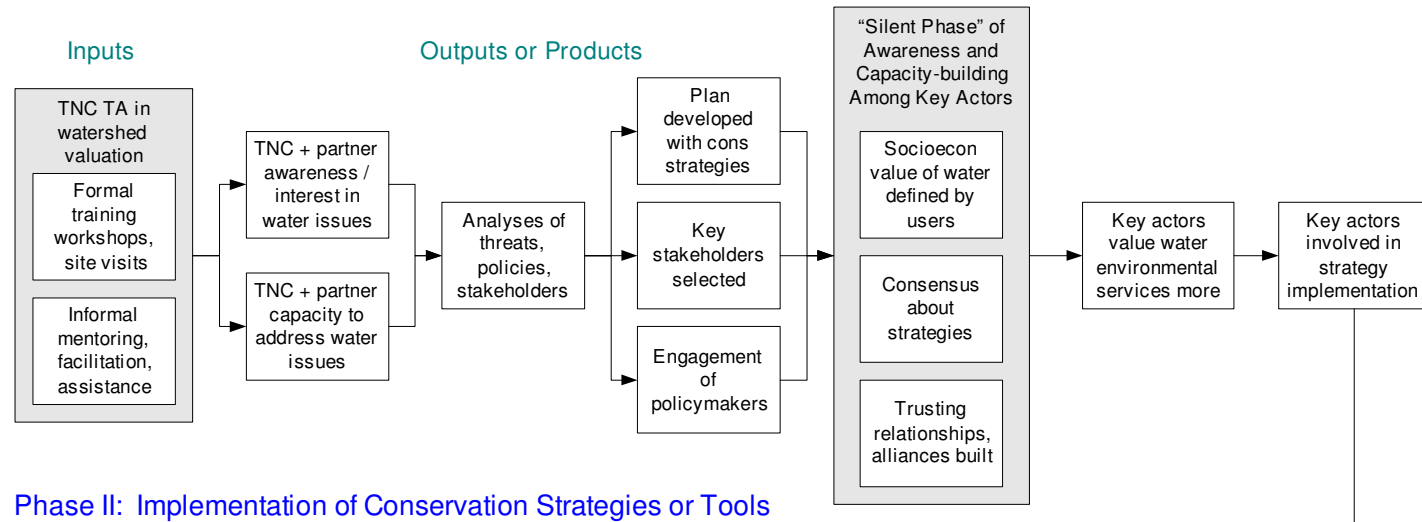 Inputs
Outputs or Products
TNC TA in
watershed
valuation
Formal
training
workshops,
site visits
Informal
mentoring,
facilitation,
assistance
TNC + partner
awareness /
interest in
water issues
TNC + partner
capacity to
address water
issues
Analyses of
threats,
policies,
stakeholders
Plan
developed
with cons
strategies
Key
stakeholders
selected
Engagement
of
policymakers
“Silent Phase” of
Awareness and
Capacity-building
Among Key Actors
Socioecon
value of water
defined by
users
Consensus
about
strategies
Trusting
relationships,
alliances built
Key actors
value water
environmental
services more
Key actors
involved in
strategy
implementation
Phase II: Implementation of Conservation Strategies or Tools